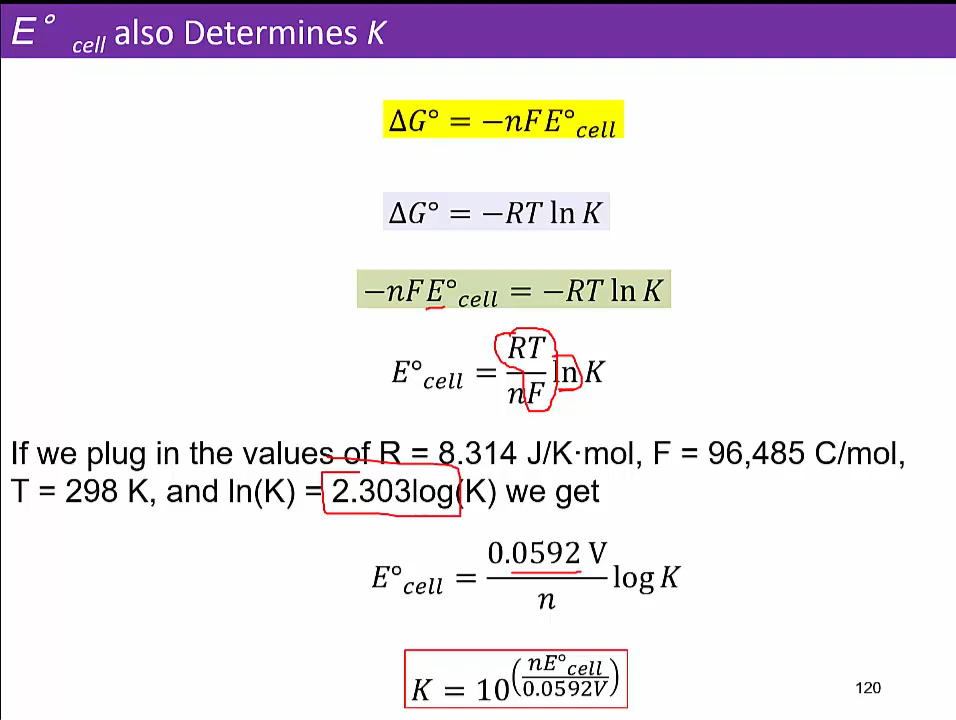 E°cell also Determines K
ΔG° = −nFE°cell
ΔG° = −RT ln K
−nFE°cell = −RT ln K
E°cell = RT/nF ln K
If we plug in the values of R = 8.314 J/K·mol, F = 96,485 C/mol,
T = 298 K, and ln(K) = 2.303log(K) we get
E°cell = 0.0592 V/n log K
K = 10^(nE°cell/0.0592V)
120